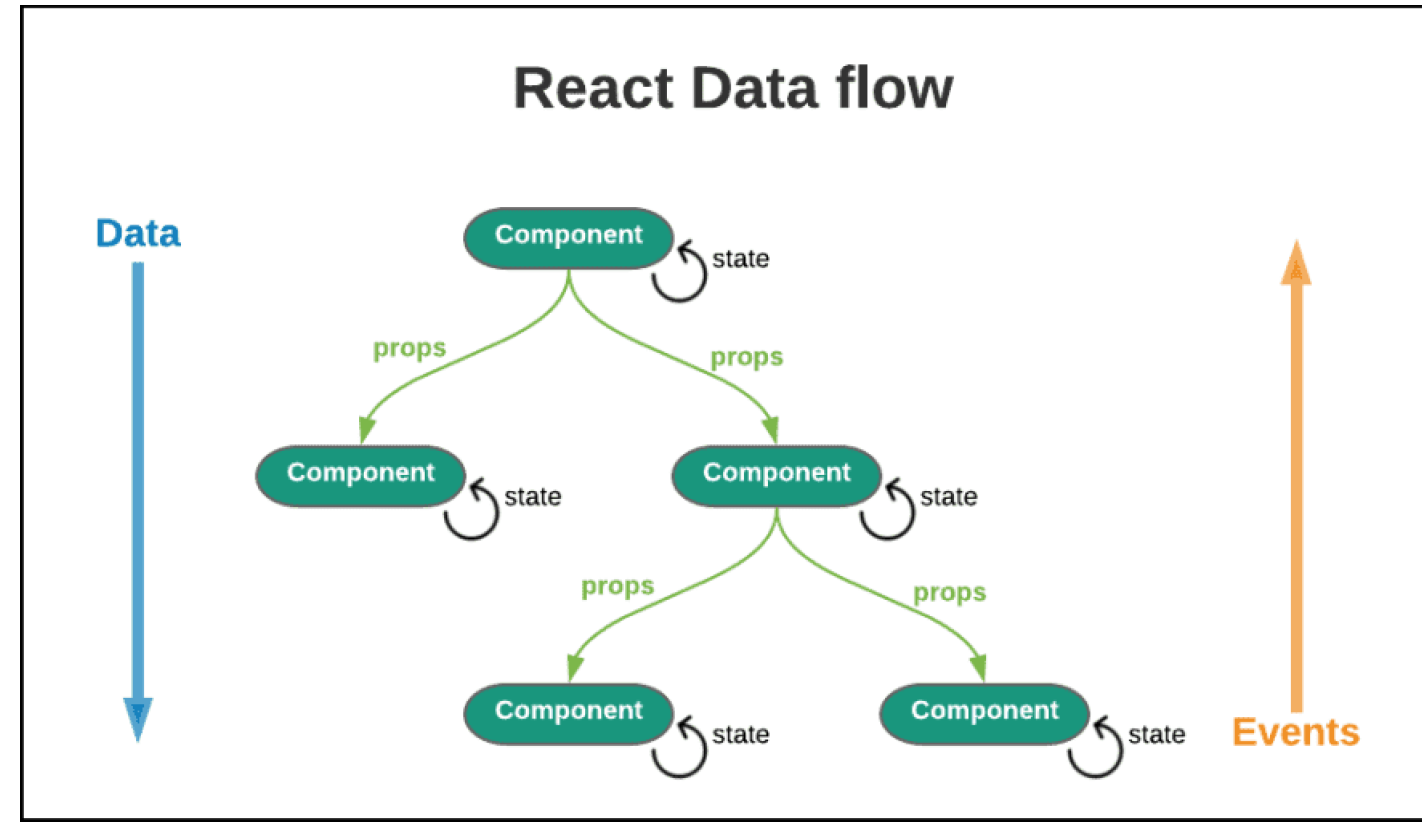 React Data flow
Data
Component
state
props
props
Component
state
Component
state
props
props
Component
state
Component
state
Events